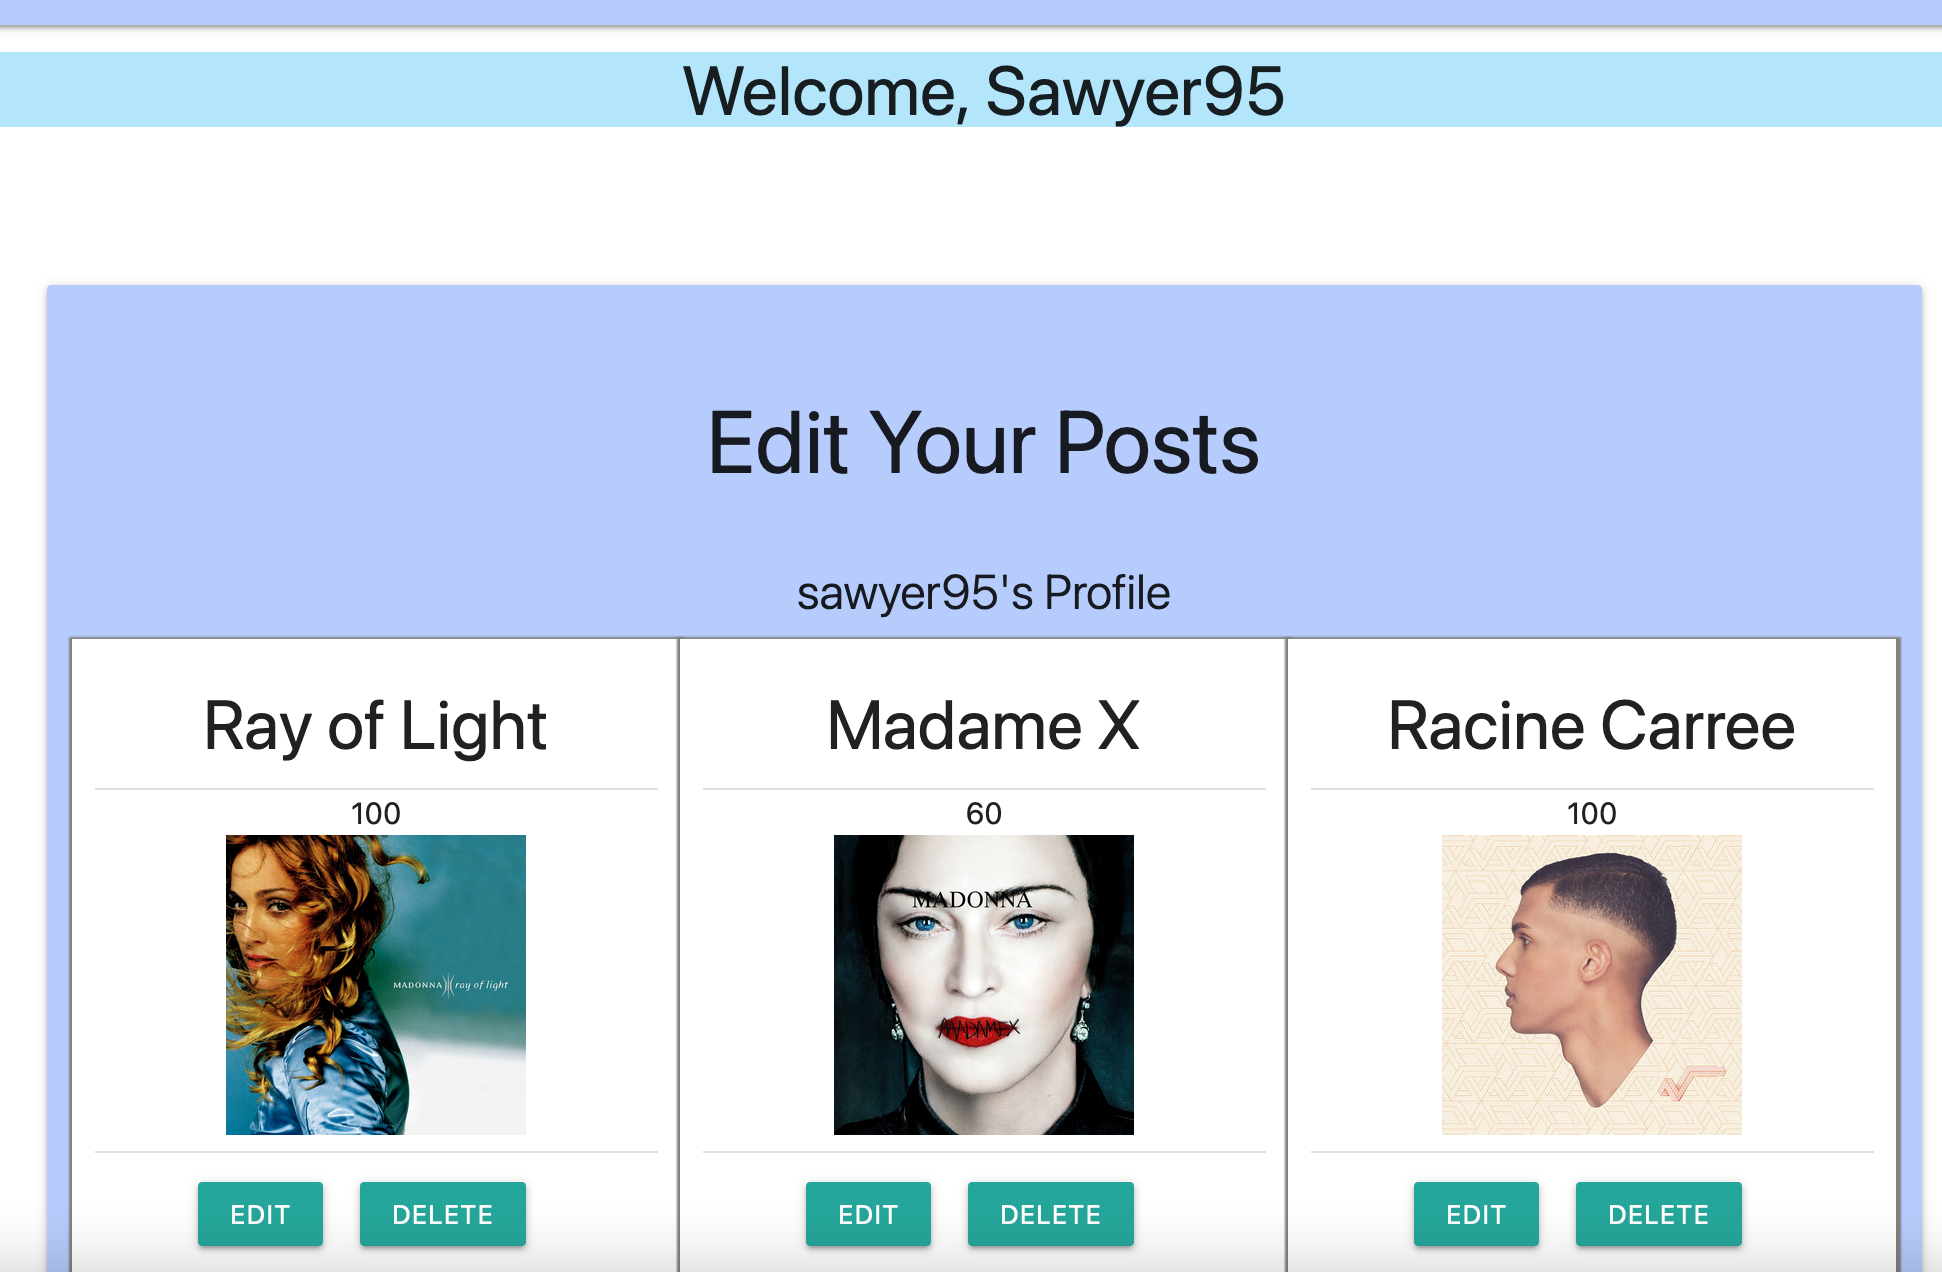 Welcome, Sawyer95
Edit Your Posts
sawyer95's Profile
Ray of Light
Madame X
Racine Carree
100
60
100
MADONNA ray of light
MADONNA
MADAME X
EDIT
DELETE
EDIT
DELETE
EDIT
DELETE